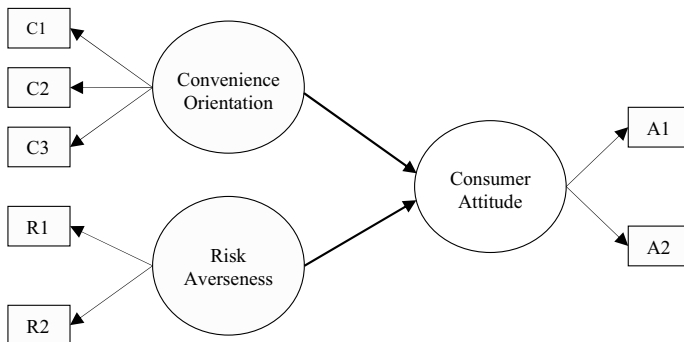 C1
C2
C3
Convenience
Orientation
R1
R2
Risk
Averseness
Consumer
Attitude
A1
A2